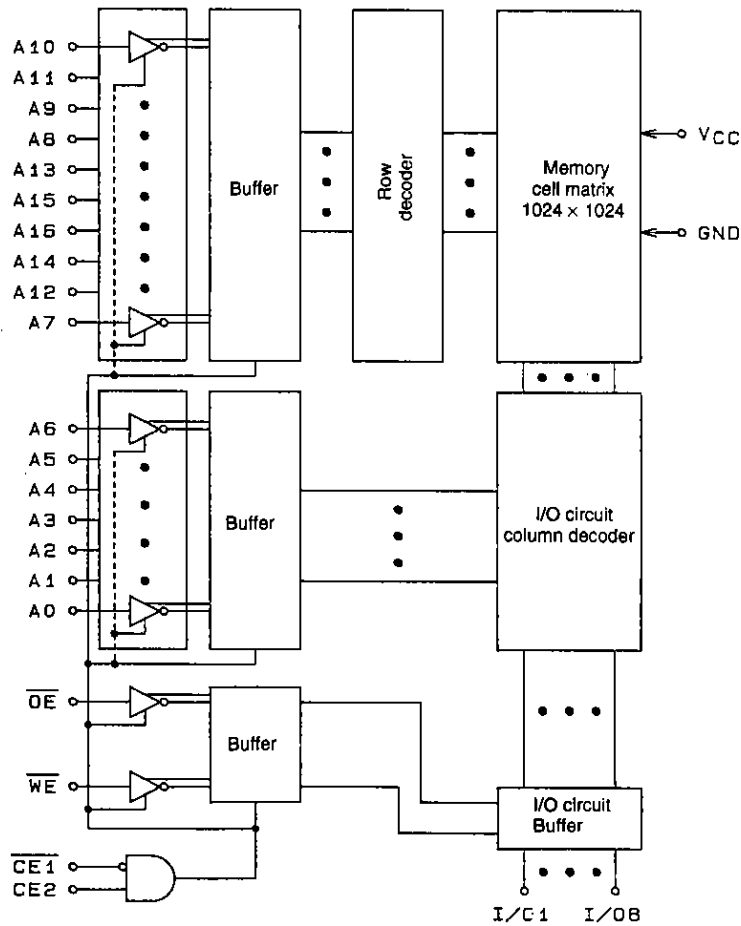 A10
A11
A9
A8
A13
A15
A16
A14
A12
A7
Buffer
Row
decoder
Memory
cell matrix
1024 × 1024
VCC
GND
A6
A5
A4
A3
A2
A1
A0
Buffer
I/O circuit
column decoder
OE
WE
Buffer
I/O circuit
Buffer
CE1
CE2
I/O1
I/O8